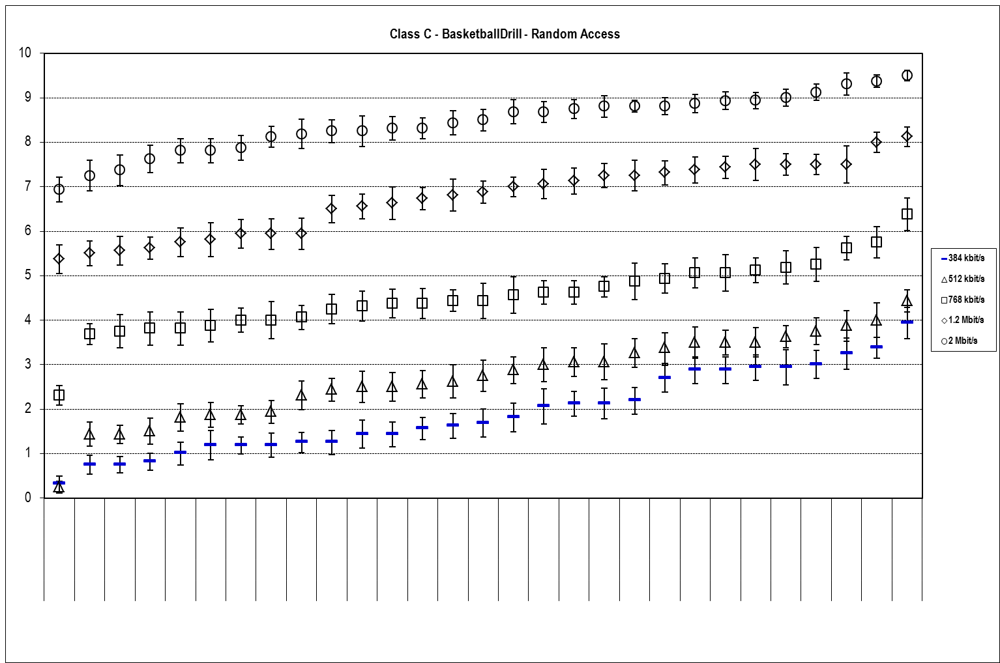 Class C - BasketballDrill - Random Access
10
9
8
7
6
5
4
3
2
1
0
384 kbit/s
512 kbit/s
768 kbit/s
1.2 Mbit/s
2 Mbit/s